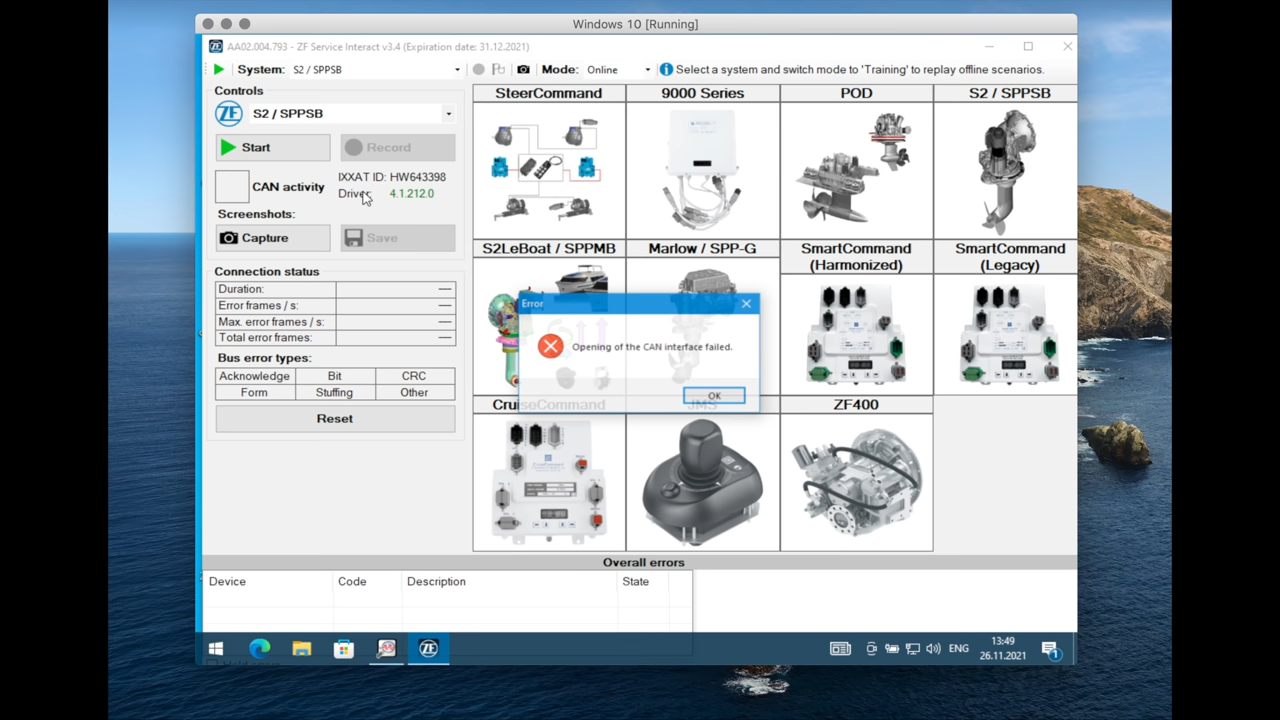 Windows 10 [Running]
AA02.004.793 - ZF Service Interact v3.4 (Expiration date: 31.12.2021)
System: S2 / SPPSB Mode: Online Select a system and switch mode to 'Training' to replay offline scenarios.
Controls
ZF S2 / SPPSB
Start Record
CAN activity
IXXAT ID: HW643398
Driver 4.1.212.0
Screenshots:
Capture Save
Connection status
Duration: —
Error frames / s: —
Max. error frames / s: —
Total error frames: —
Bus error types:
Acknowledge Bit CRC
Form Stuffing Other
Reset
SteerCommand 9000 Series POD S2 / SPPSB
S2LeBoat / SPPMB Marlow / SPP-G SmartCommand (Harmonized) SmartCommand (Legacy)
Error
Opening of the CAN interface failed.
OK
CruiseCommand JMS ZF400
Overall errors
Device Code Description State
ZF
ENG
13:49
26.11.2021
1